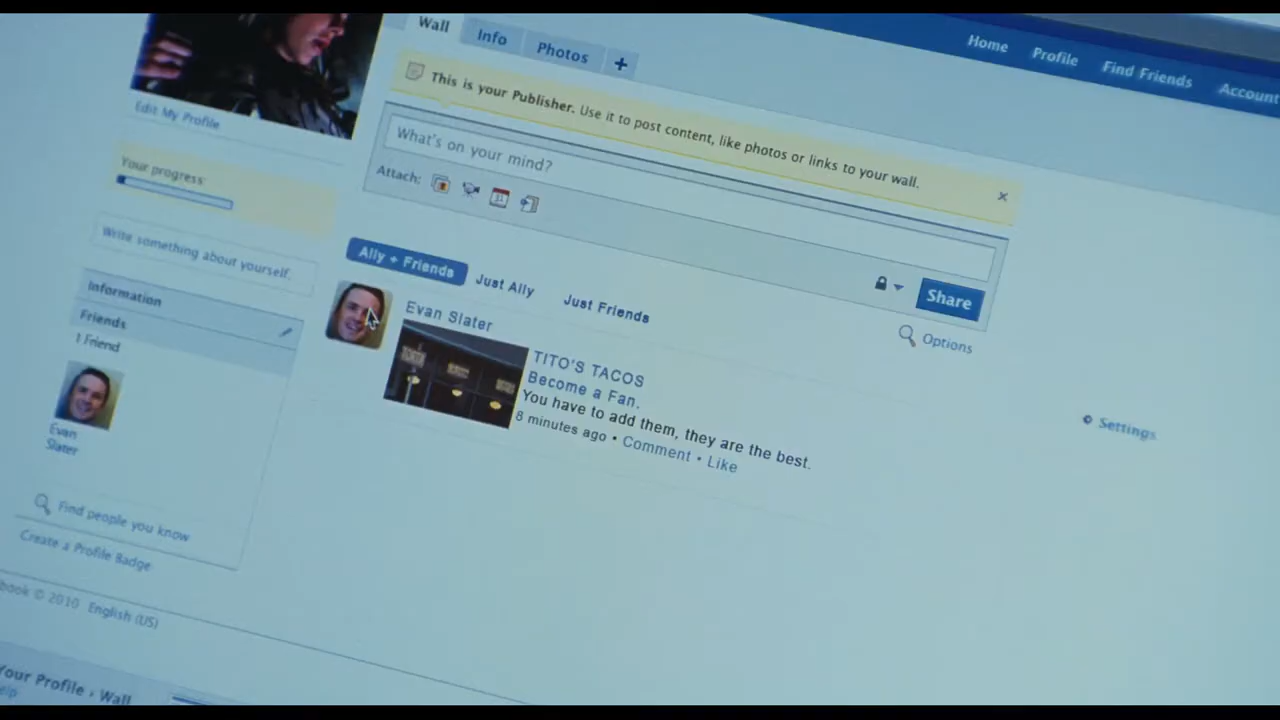 Home Profile Find Friends Account
Wall Info Photos +
This is your Publisher. Use it to post content, like photos or links to your wall.
What's on your mind?
Attach:
31
Share
Options
Edit My Profile
Your progress:
Write something about yourself.
Information
Friends
1 Friend
Evan
Slater
Find people you know
Create a Profile Badge
Ally + Friends Just Ally Just Friends
Evan Slater
TITO'S TACOS
Become a Fan.
You have to add them, they are the best.
8 minutes ago • Comment • Like
Settings
book © 2010 English (US)
Your Profile › Wall